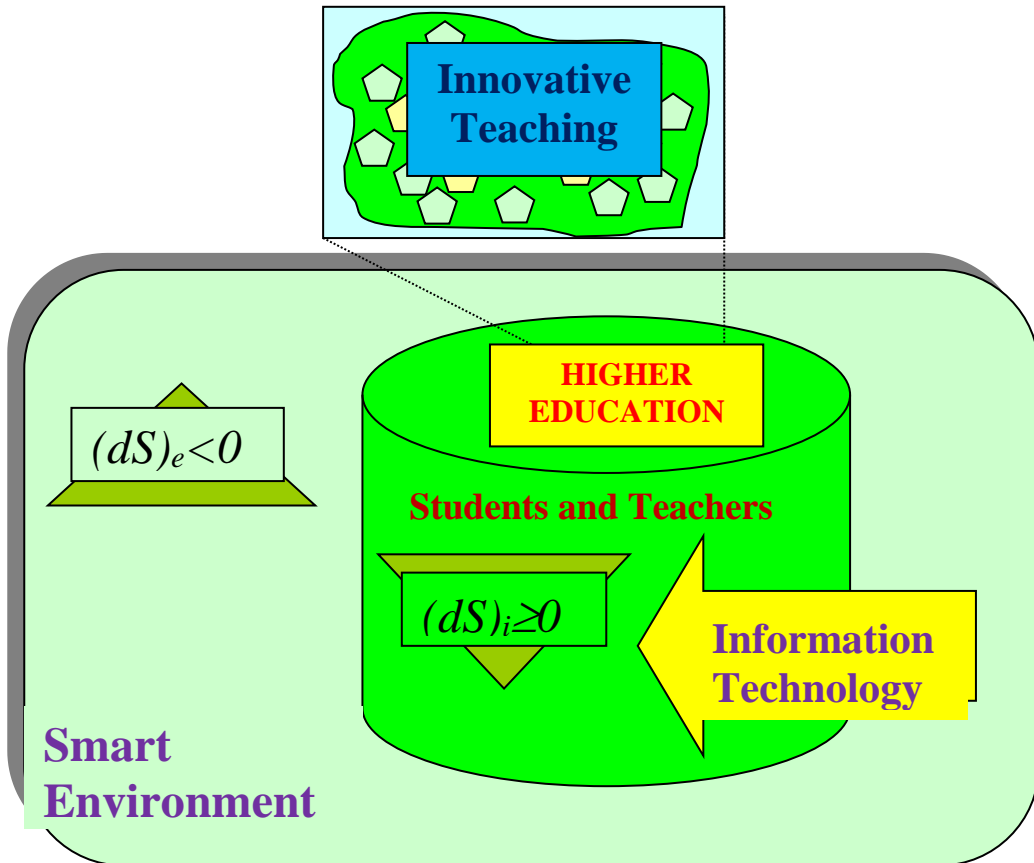 Innovative
Teaching
HIGHER
EDUCATION
(dS)e<0
Students and Teachers
(dS)i≥0
Information
Technology
Smart
Environment